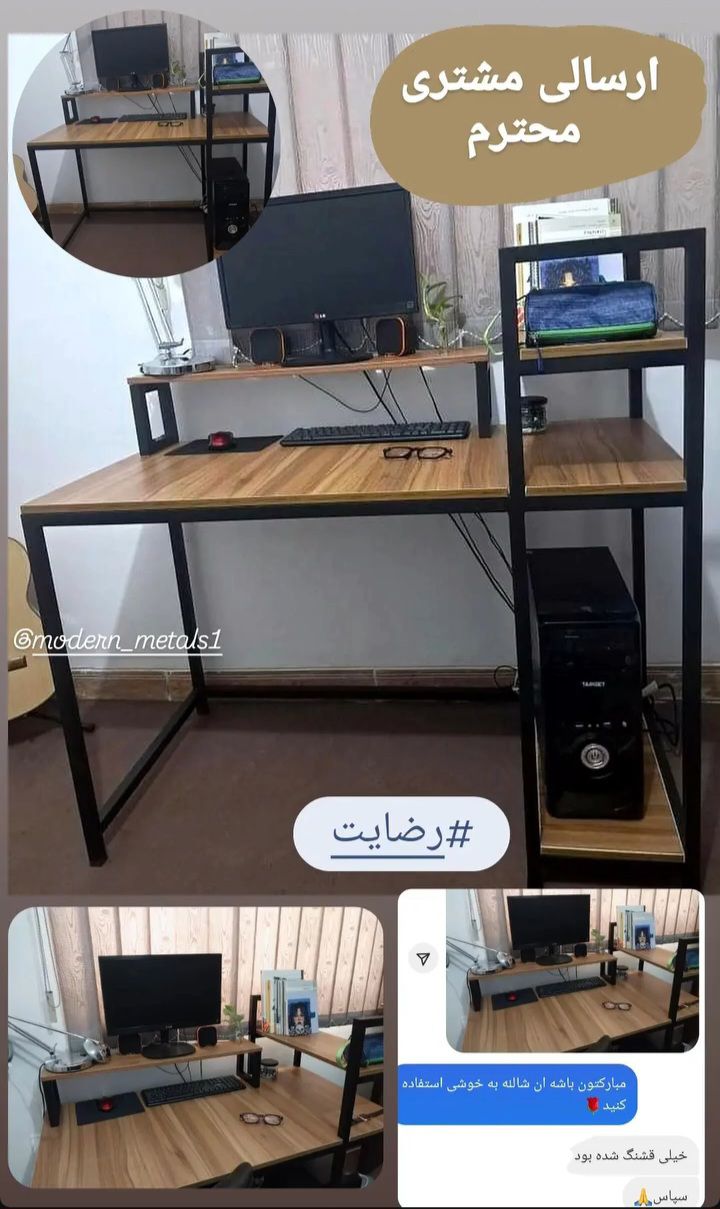 ارسالی مشتری
محترم
LG
@modern_metals1
TARGET
#رضایت
مبارکتون باشه ان شالله به خوشی استفاده
کنید🌹
خیلی قشنگ شده بود
سپاس🙏